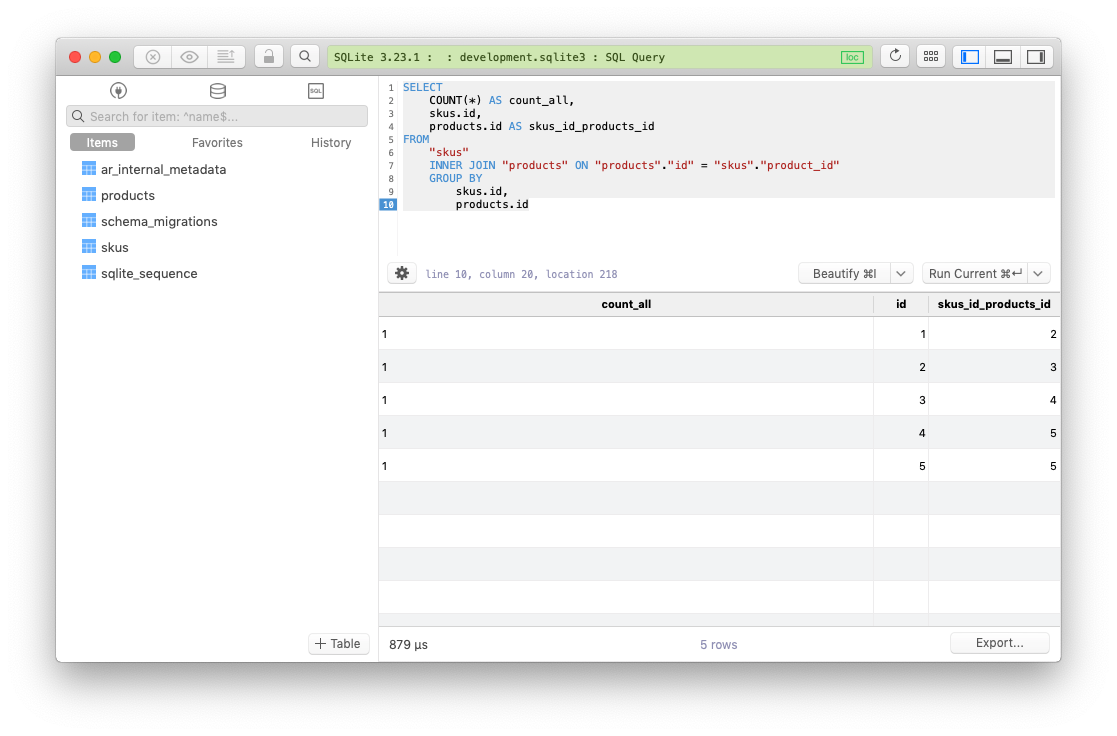 SQLite 3.23.1 :  : development.sqlite3 : SQL Query
loc
SQL
Search for item: ^name$...
Items Favorites History
ar_internal_metadata
products
schema_migrations
skus
sqlite_sequence
+ Table
1 SELECT
2     COUNT(*) AS count_all,
3     skus.id,
4     products.id AS skus_id_products_id
5 FROM
6     "skus"
7     INNER JOIN "products" ON "products"."id" = "skus"."product_id"
8     GROUP BY
9         skus.id,
10         products.id
line 10, column 20, location 218
Beautify ⌘I
Run Current ⌘↵
count_all id skus_id_products_id
1 1 2
1 2 3
1 3 4
1 4 5
1 5 5
879 µs
5 rows
Export...